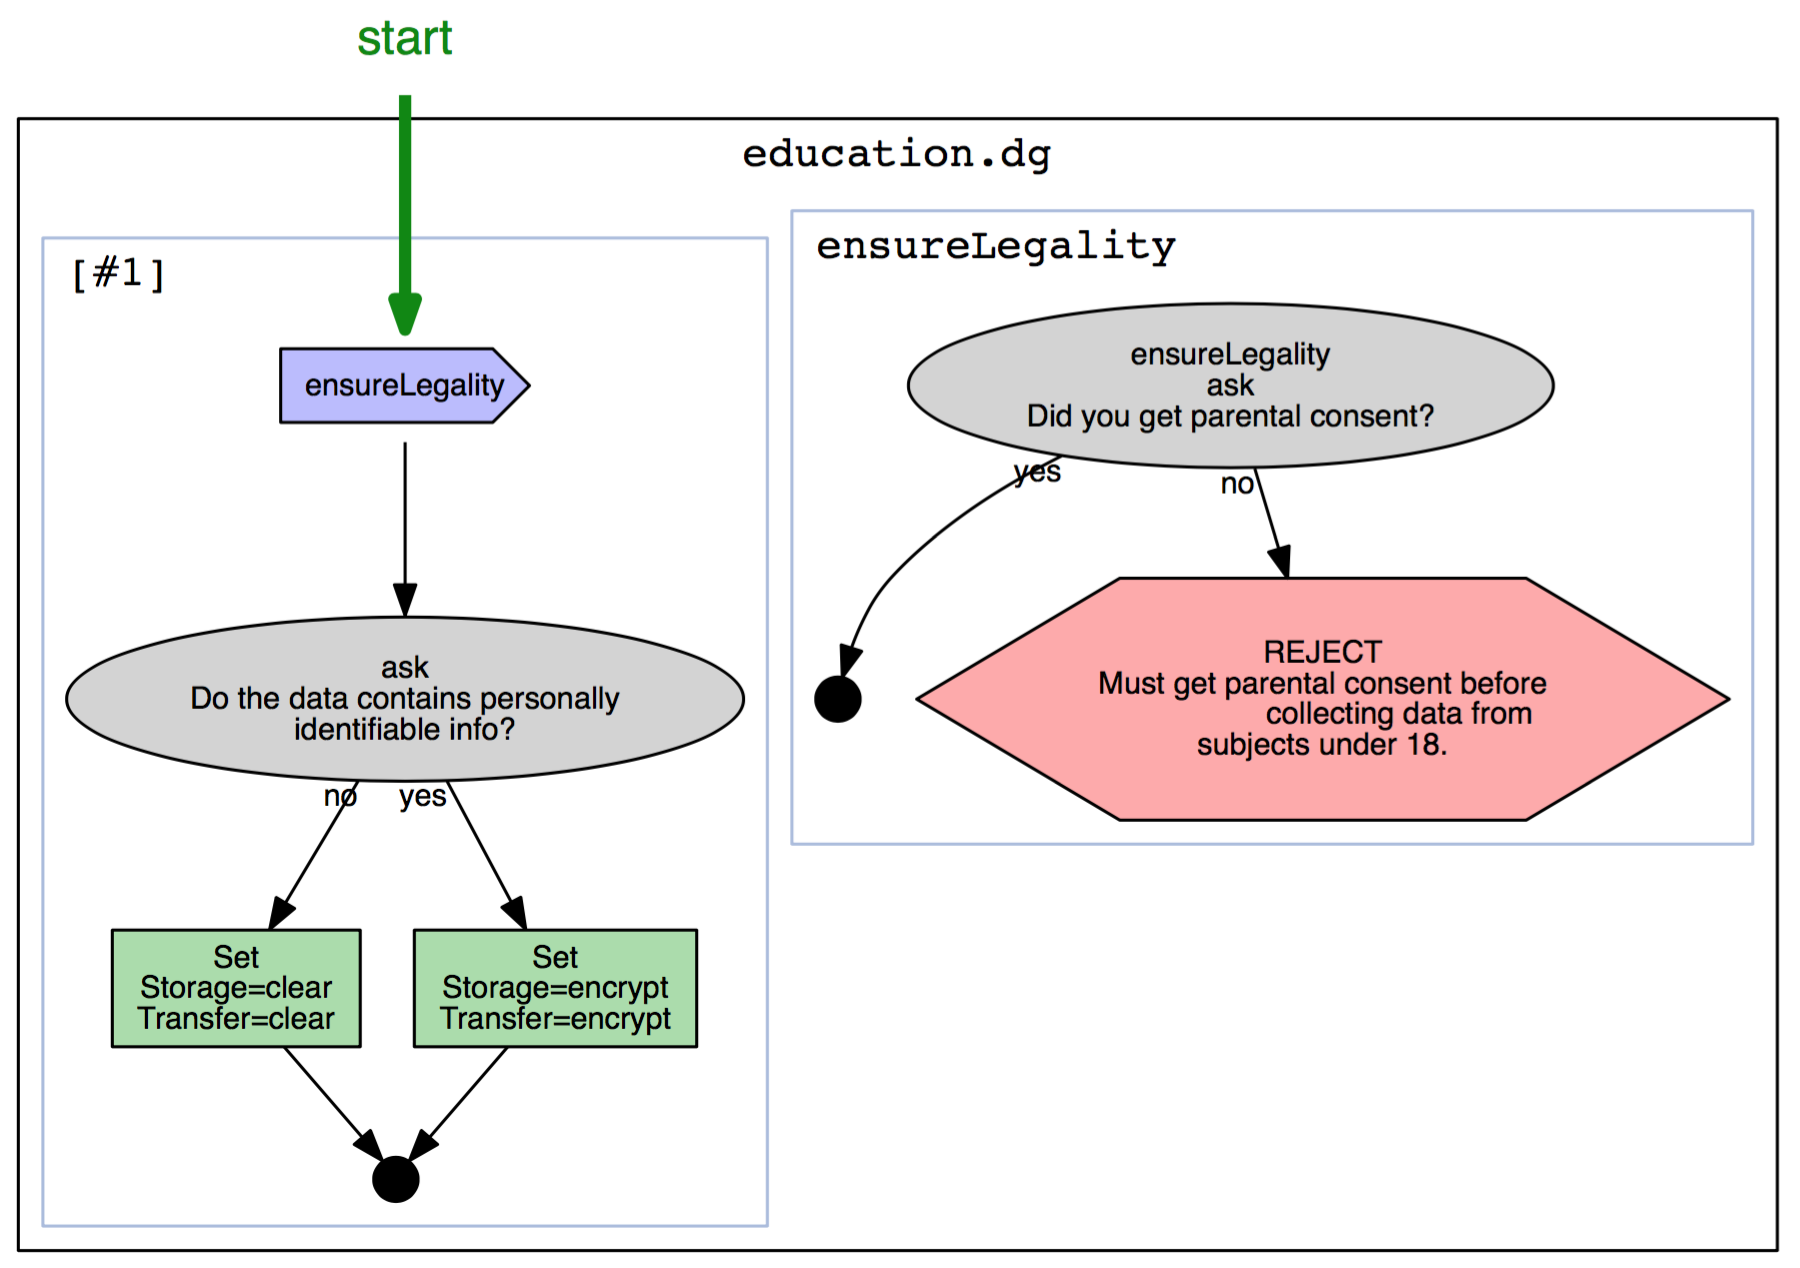 start
education.dg
[#1]
ensureLegality
ask
Do the data contains personally
identifiable info?
no
yes
Set
Storage=clear
Transfer=clear
Set
Storage=encrypt
Transfer=encrypt
ensureLegality
ensureLegality
ask
Did you get parental consent?
yes
no
REJECT
Must get parental consent before
collecting data from
subjects under 18.